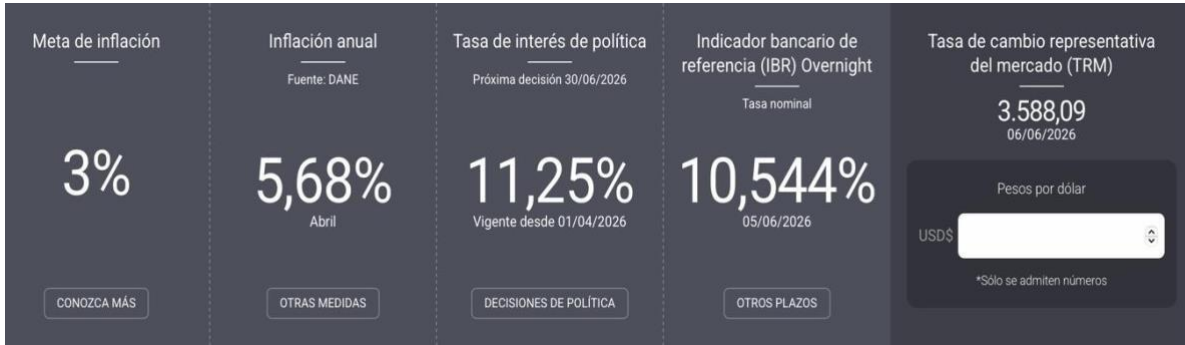 Meta de inflación
3%
CONOZCA MÁS
Inflación anual
Fuente: DANE
5,68%
Abril
OTRAS MEDIDAS
Tasa de interés de política
Próxima decisión 30/06/2026
11,25%
Vigente desde 01/04/2026
DECISIONES DE POLÍTICA
Indicador bancario de
referencia (IBR) Overnight
Tasa nominal
10,544%
05/06/2026
OTROS PLAZOS
Tasa de cambio representativa
del mercado (TRM)
3.588,09
06/06/2026
Pesos por dólar
USD$
*Sólo se admiten números